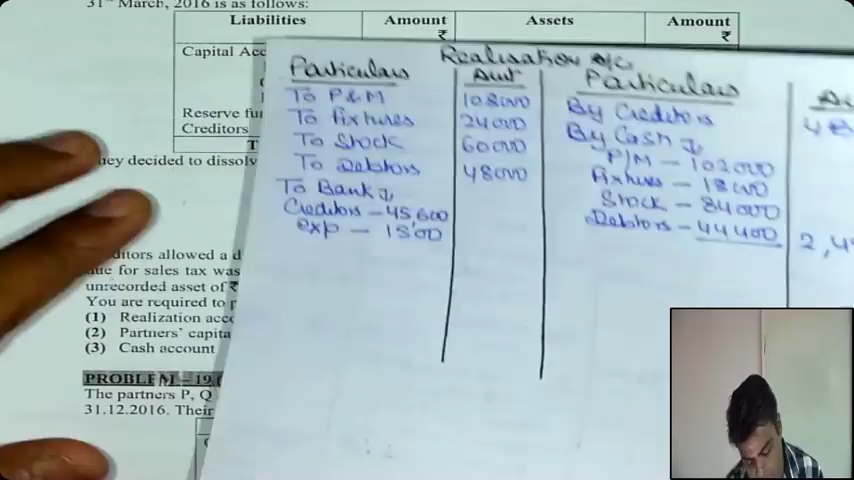 31st March, 2016 is as follows:
Liabilities Amount ₹ Assets Amount ₹
Capital Acc
Reserve fu
Creditors
T
hey decided to dissolv
ditors allowed a d
due for sales tax was
unrecorded asset of ₹
You are required to p
(1) Realization acc
(2) Partners' capita
(3) Cash account
PROBLEM – 19.
The partners P, Q
31.12.2016. Their
Realisation a/c
Particulars Amt Particulars
To P&M 108000 By Creditors 48
To Fixtures 24000 By Cash
To Stock 60000 P/M – 102000
To Debtors 48000 Fixtures – 18000
To Bank Stock – 84000
Creditors – 45,600 Debtors – 44400 2,4
exp – 1500